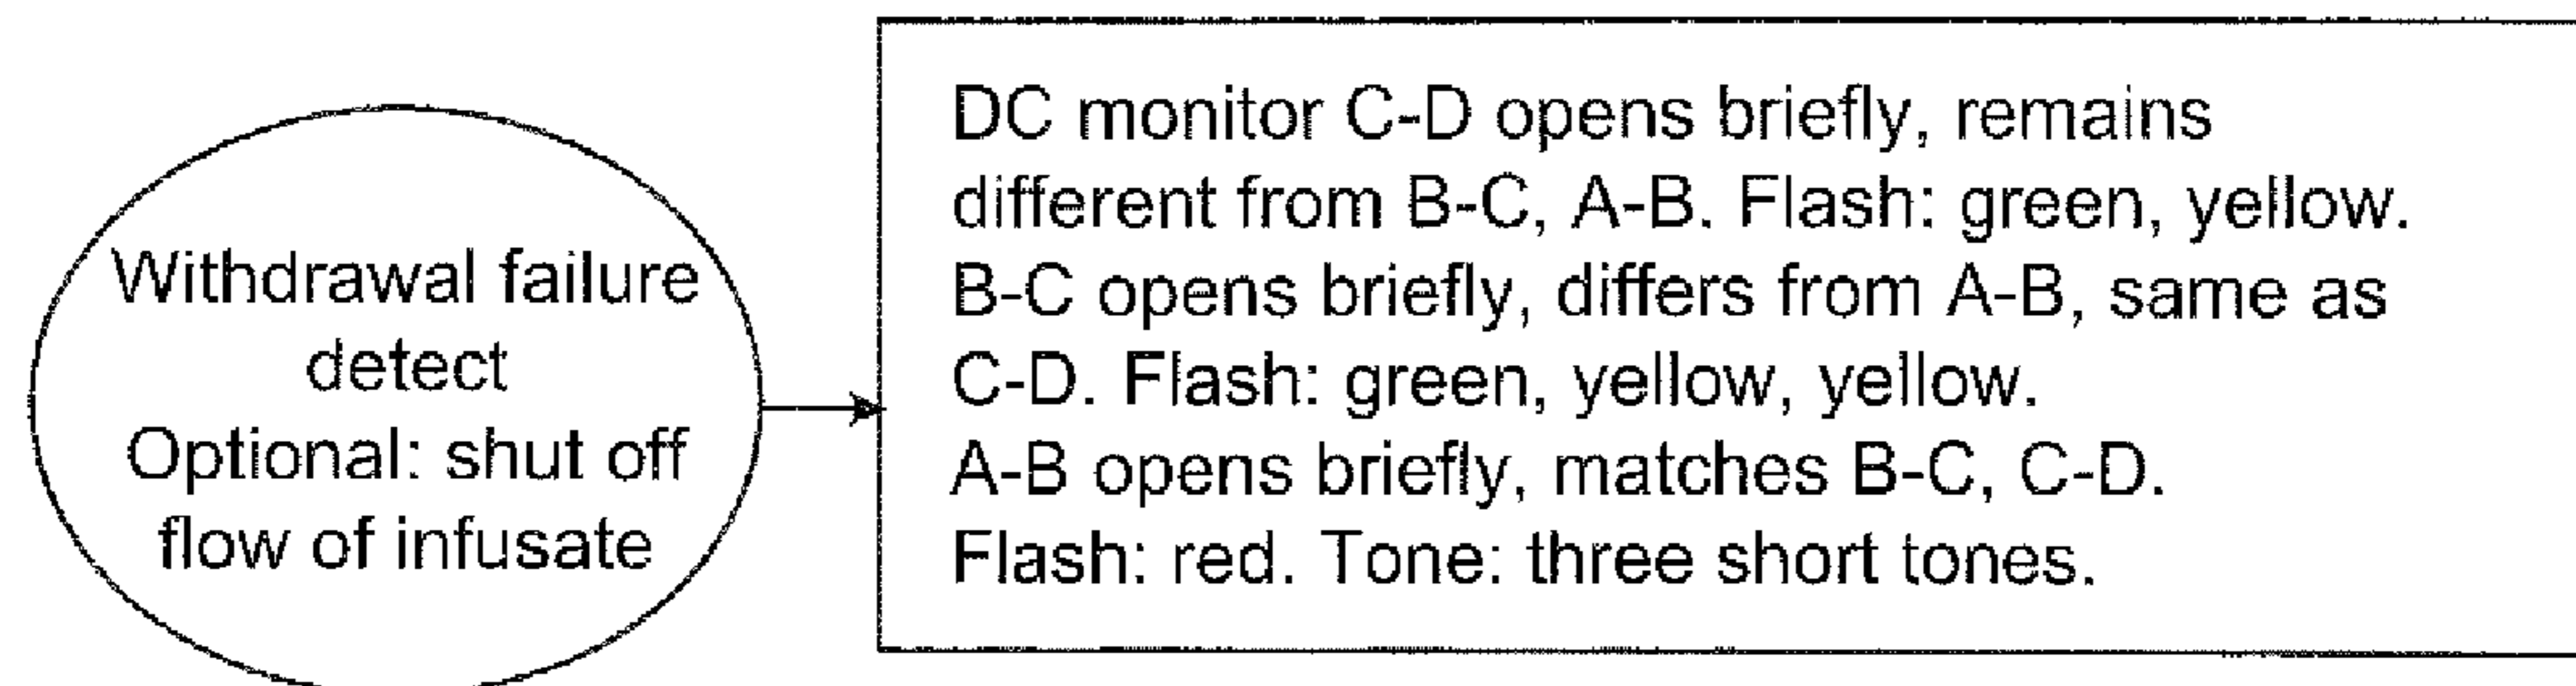 Withdrawal failure
detect
Optional: shut off
flow of infusate
DC monitor C-D opens briefly, remains
different from B-C, A-B. Flash: green, yellow.
B-C opens briefly, differs from A-B, same as
C-D. Flash: green, yellow, yellow.
A-B opens briefly, matches B-C, C-D.
Flash: red. Tone: three short tones.